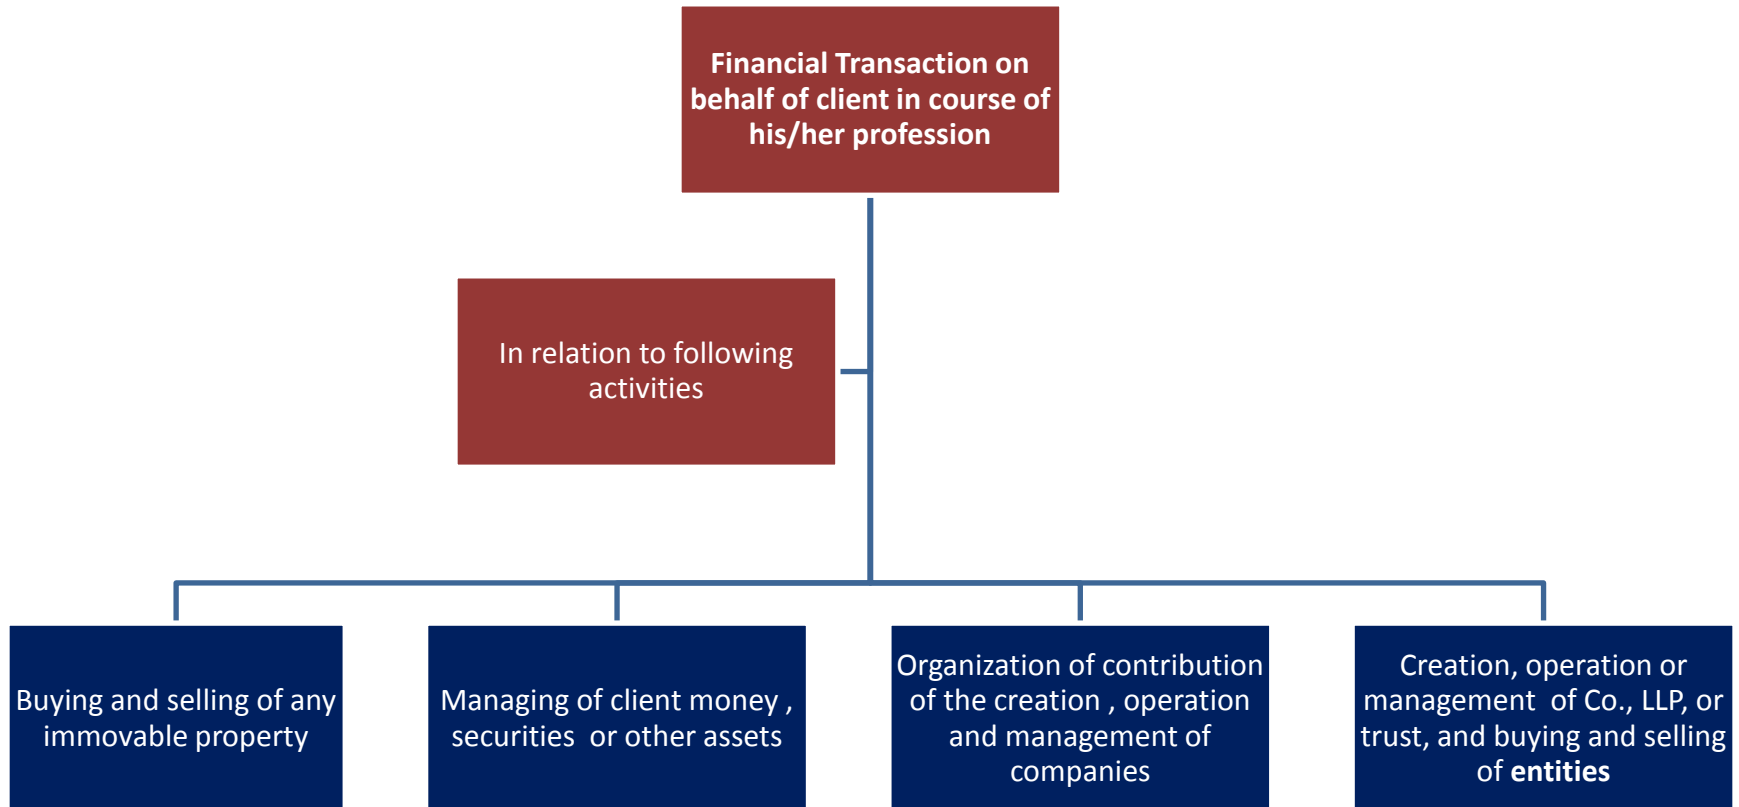 Financial Transaction on
behalf of client in course of
his/her profession
In relation to following
activities
Buying and selling of any
immovable property
Managing of client money ,
securities or other assets
Organization of contribution
of the creation , operation
and management of
companies
Creation, operation or
management of Co., LLP, or
trust, and buying and selling
of entities